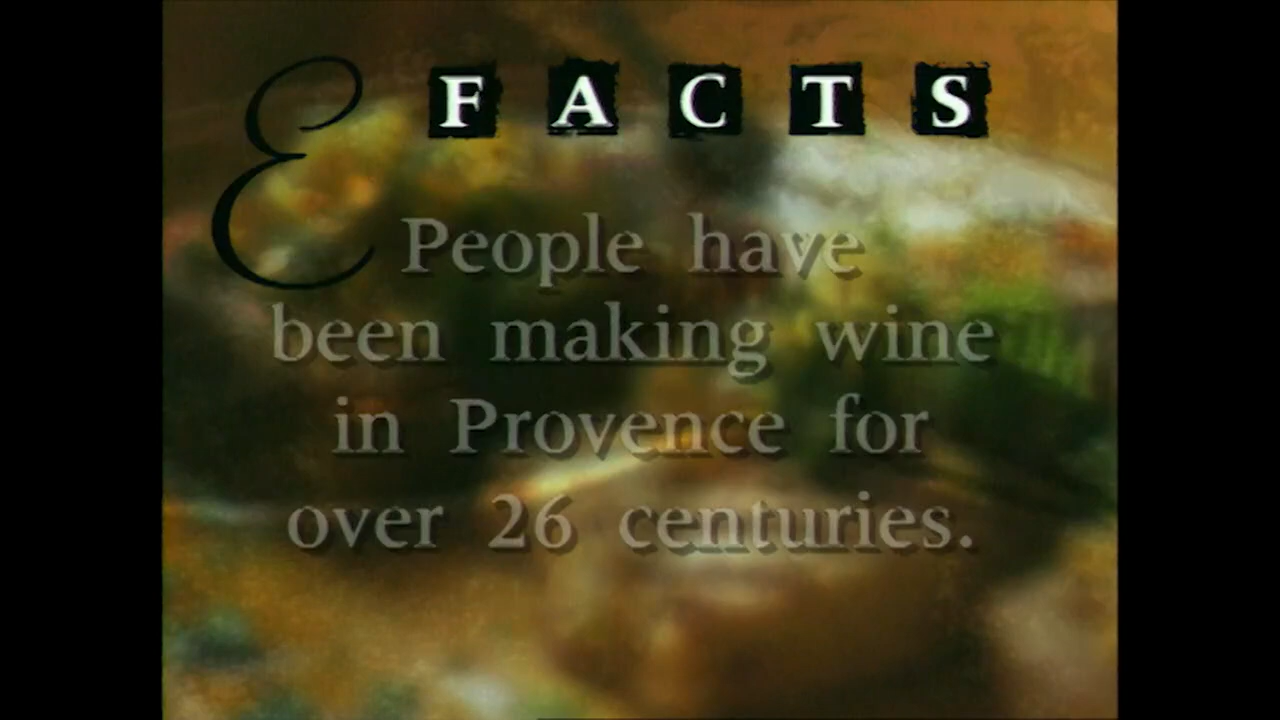 E FACTS
People have
been making wine
in Provence for
over 26 centuries.